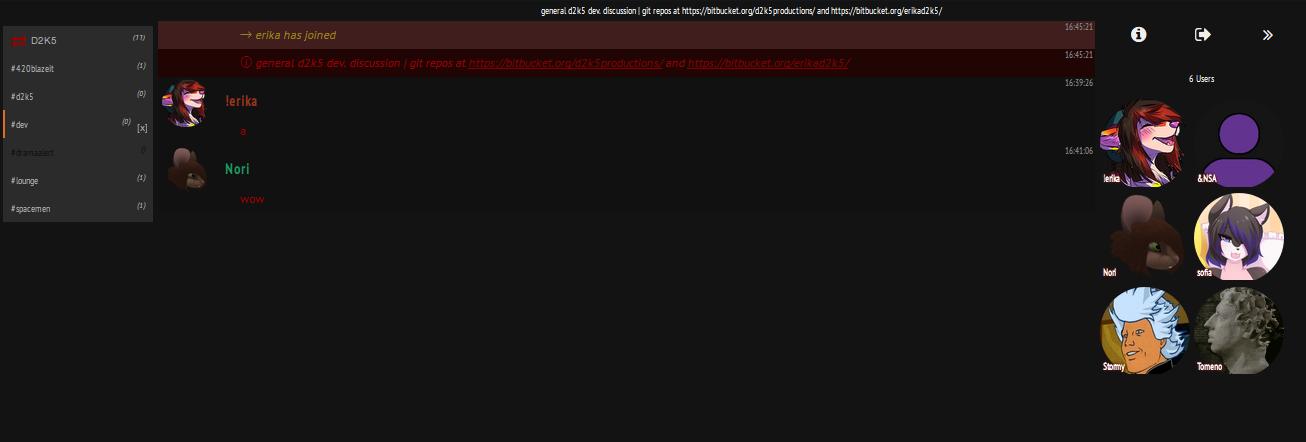 general d2k5 dev. discussion | git repos at https://bitbucket.org/d2k5productions/ and https://bitbucket.org/erikad2k5/
D2K5 (11)
#420blazeit (1)
#d2k5 (0)
#dev (0) [x]
#dramaalert 0
#lounge (1)
#spacemen (1)
→ erika has joined 16:45:21
general d2k5 dev. discussion | git repos at https://bitbucket.org/d2k5productions/ and https://bitbucket.org/erikad2k5/ 16:45:21
!erika 16:39:26
a
Nori 16:41:06
wow
6 Users
!erika &NSA
Nori sofia
Stormy Tomeno